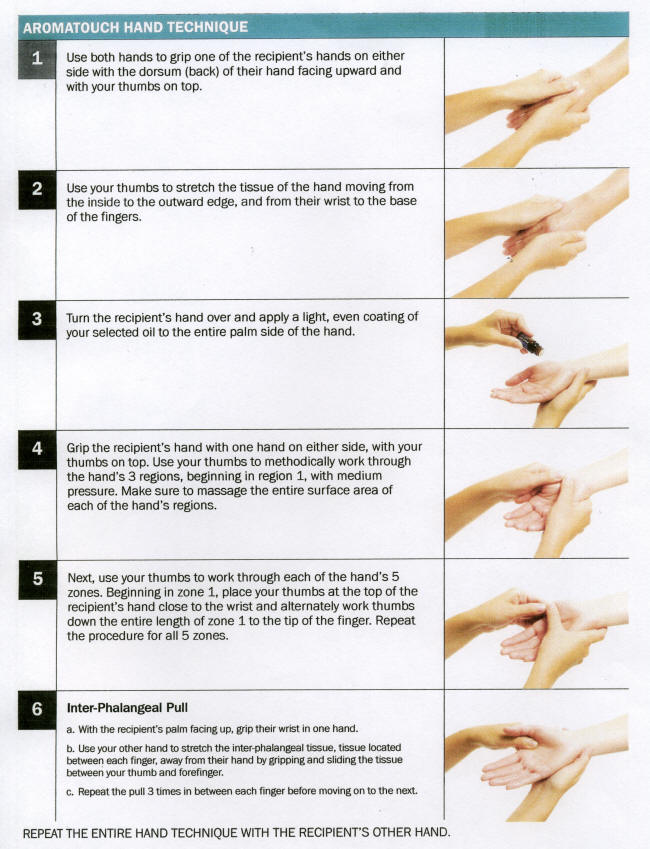 AROMATOUCH HAND TECHNIQUE
1
Use both hands to grip one of the recipient's hands on either
side with the dorsum (back) of their hand facing upward and
with your thumbs on top.
2
Use your thumbs to stretch the tissue of the hand moving from
the inside to the outward edge, and from their wrist to the base
of the fingers.
3
Turn the recipient's hand over and apply a light, even coating of
your selected oil to the entire palm side of the hand.
4
Grip the recipient's hand with one hand on either side, with your
thumbs on top. Use your thumbs to methodically work through
the hand's 3 regions, beginning in region 1, with medium
pressure. Make sure to massage the entire surface area of
each of the hand's regions.
5
Next, use your thumbs to work through each of the hand's 5
zones. Beginning in zone 1, place your thumbs at the top of the
recipient's hand close to the wrist and alternately work thumbs
down the entire length of zone 1 to the tip of the finger. Repeat
the procedure for all 5 zones.
6
Inter-Phalangeal Pull
a. With the recipient's palm facing up, grip their wrist in one hand.
b. Use your other hand to stretch the inter-phalangeal tissue, tissue located
between each finger, away from their hand by gripping and sliding the tissue
between your thumb and forefinger.
c. Repeat the pull 3 times in between each finger before moving on to the next.
REPEAT THE ENTIRE HAND TECHNIQUE WITH THE RECIPIENT'S OTHER HAND.